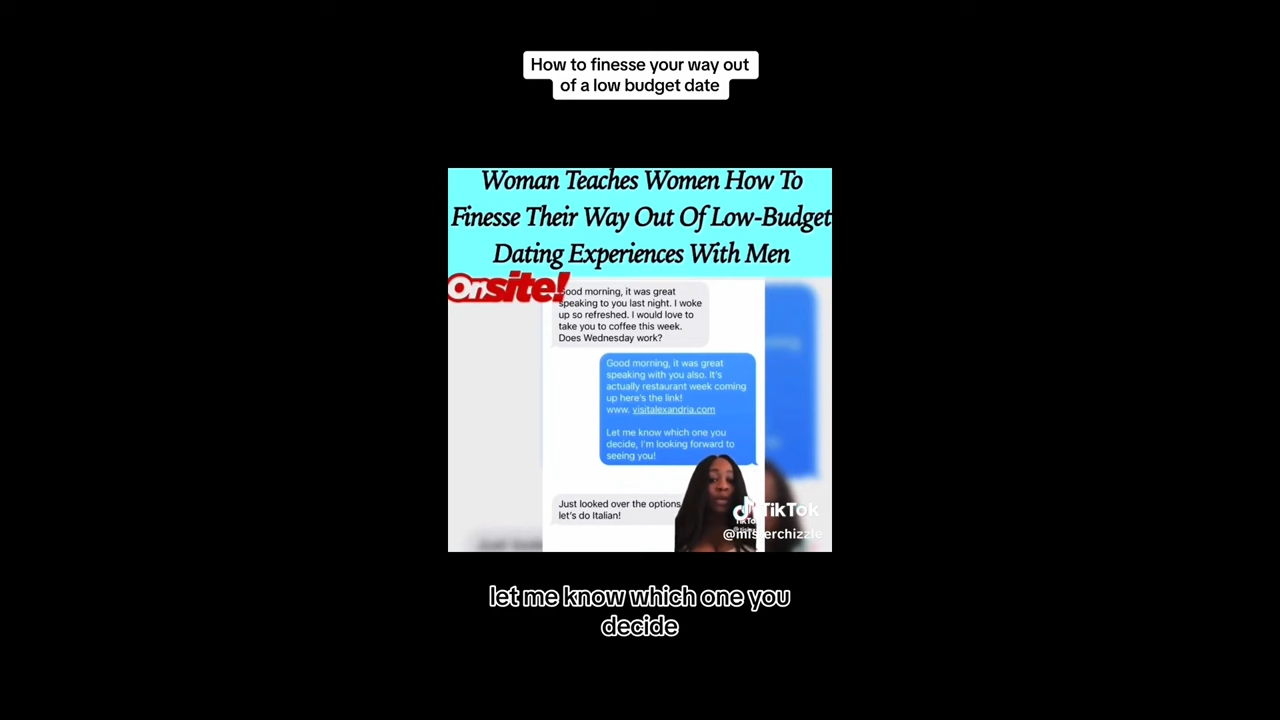 How to finesse your way out
of a low budget date
Woman Teaches Women How To
Finesse Their Way Out Of Low-Budget
Dating Experiences With Men
Onsite!
Good morning, it was great
speaking to you last night. I woke
up so refreshed. I would love to
take you to coffee this week.
Does Wednesday work?
Good morning, it was great
speaking with you also. It's
actually restaurant week coming
up here's the link!
www. visitalexandria.com
Let me know which one you
decide, I'm looking forward to
seeing you!
Just looked over the options
let's do Italian!
TikTok
@misterchizzle
let me know which one you
decide